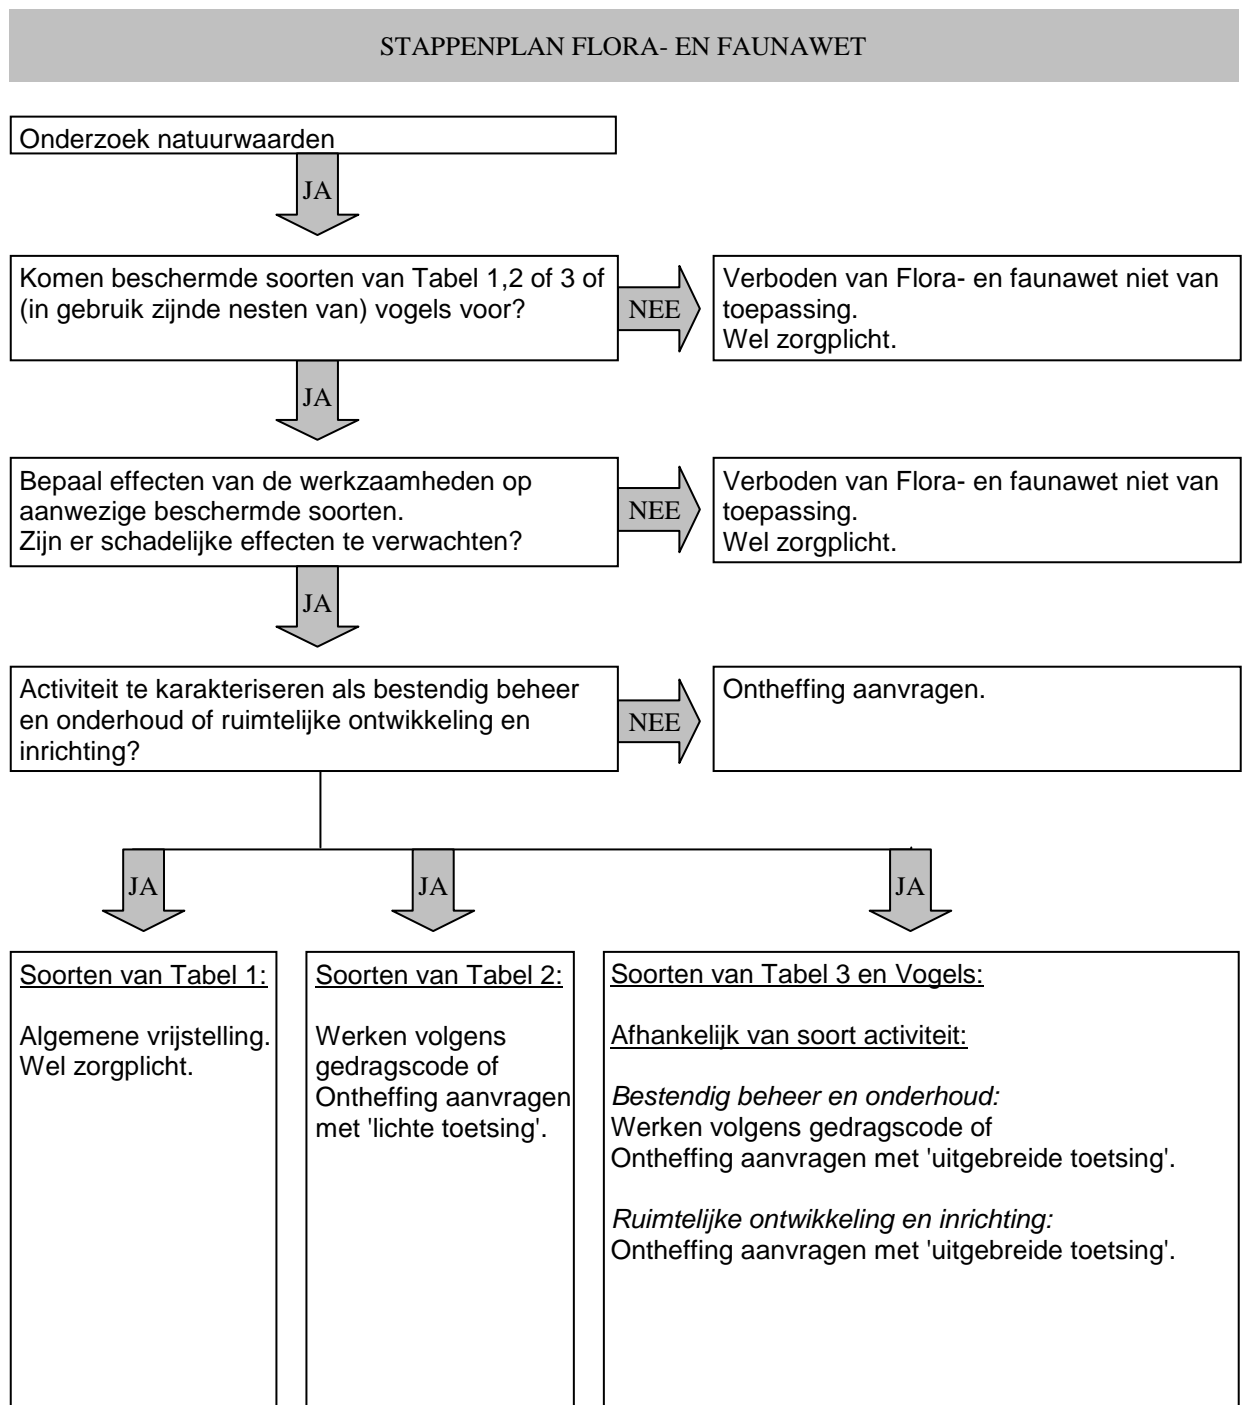 STAPPENPLAN FLORA- EN FAUNAWET
Onderzoek natuurwaarden
JA
Komen beschermde soorten van Tabel 1,2 of 3 of
(in gebruik zijnde nesten van) vogels voor?
NEE
Verboden van Flora- en faunawet niet van
toepassing.
Wel zorgplicht.
JA
Bepaal effecten van de werkzaamheden op
aanwezige beschermde soorten.
Zijn er schadelijke effecten te verwachten?
NEE
Verboden van Flora- en faunawet niet van
toepassing.
Wel zorgplicht.
JA
Activiteit te karakteriseren als bestendig beheer
en onderhoud of ruimtelijke ontwikkeling en
inrichting?
NEE
Ontheffing aanvragen.
JA
JA
JA
Soorten van Tabel 1:
Algemene vrijstelling.
Wel zorgplicht.
Soorten van Tabel 2:
Werken volgens
gedragscode of
Ontheffing aanvragen
met 'lichte toetsing'.
Soorten van Tabel 3 en Vogels:
Afhankelijk van soort activiteit:
Bestendig beheer en onderhoud:
Werken volgens gedragscode of
Ontheffing aanvragen met 'uitgebreide toetsing'.
Ruimtelijke ontwikkeling en inrichting:
Ontheffing aanvragen met 'uitgebreide toetsing'.